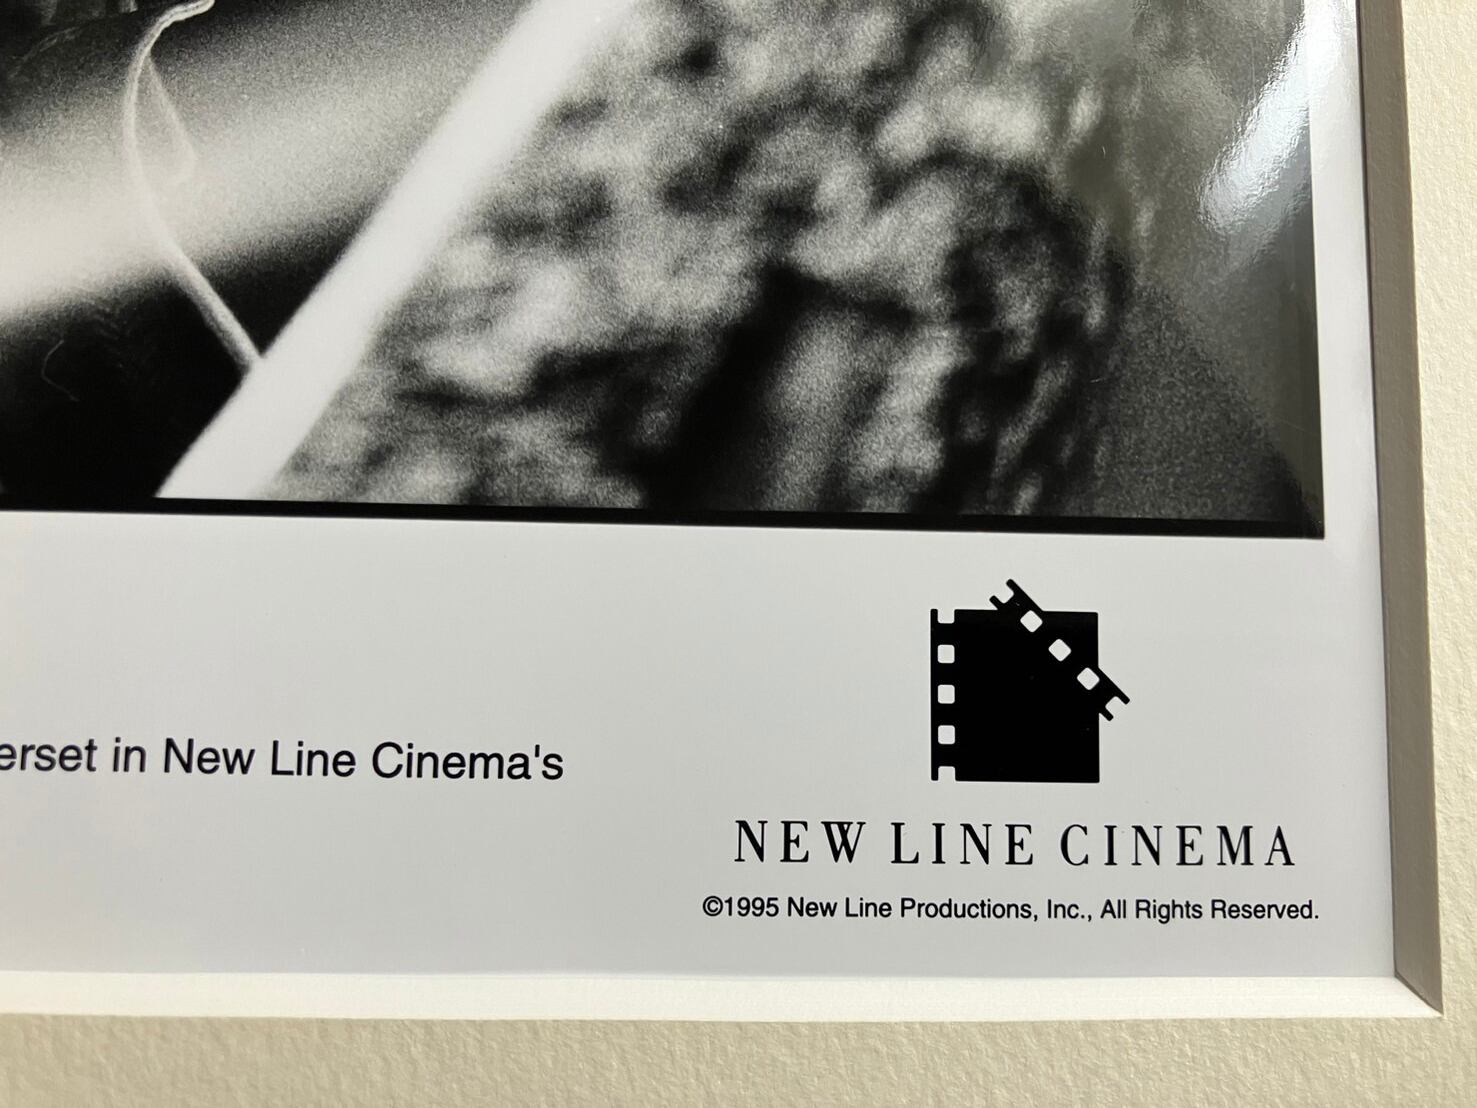 erset in New Line Cinema's
NEW LINE CINEMA
©1995 New Line Productions, Inc., All Rights Reserved.